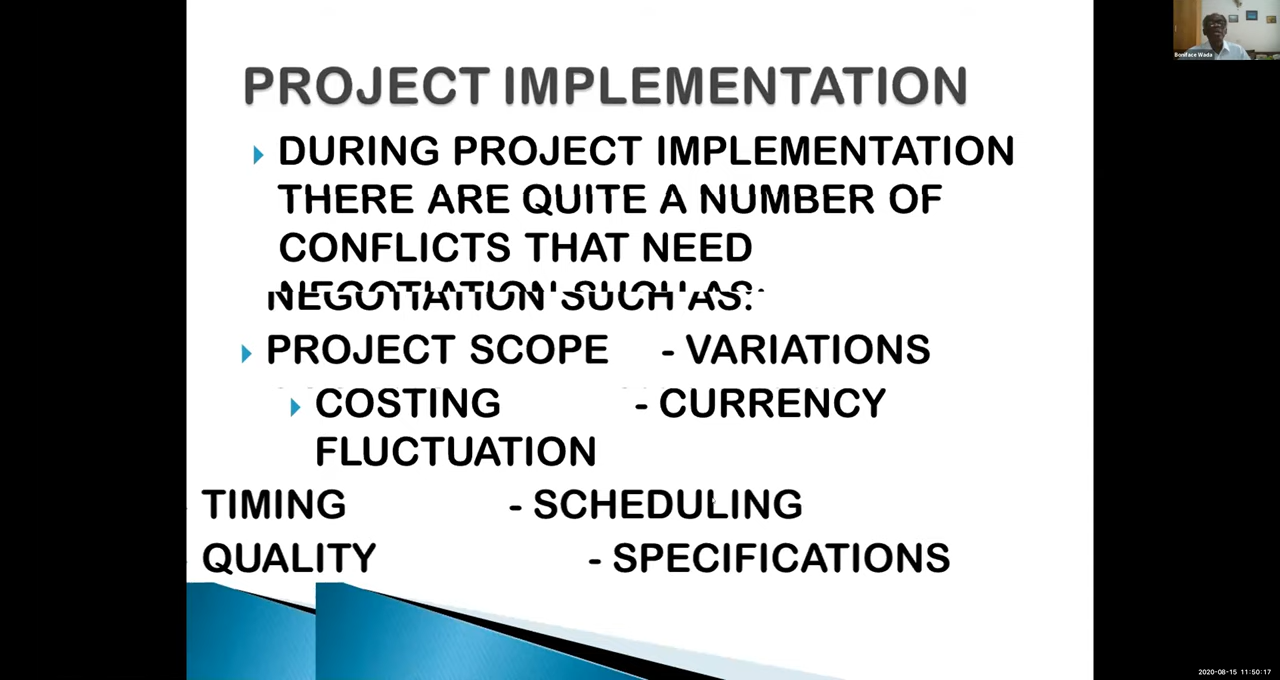 PROJECT IMPLEMENTATION
DURING PROJECT IMPLEMENTATION
THERE ARE QUITE A NUMBER OF
CONFLICTS THAT NEED
NEGOTIATION SUCH AS:
PROJECT SCOPE - VARIATIONS
COSTING - CURRENCY
FLUCTUATION
TIMING - SCHEDULING
QUALITY - SPECIFICATIONS
Boniface Wada
2020-08-15 11:50:17